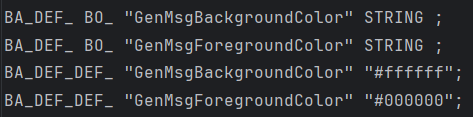 BA_DEF_ BO_ "GenMsgBackgroundColor" STRING ;
BA_DEF_ BO_ "GenMsgForegroundColor" STRING ;
BA_DEF_DEF_ "GenMsgBackgroundColor" "#ffffff";
BA_DEF_DEF_ "GenMsgForegroundColor" "#000000";